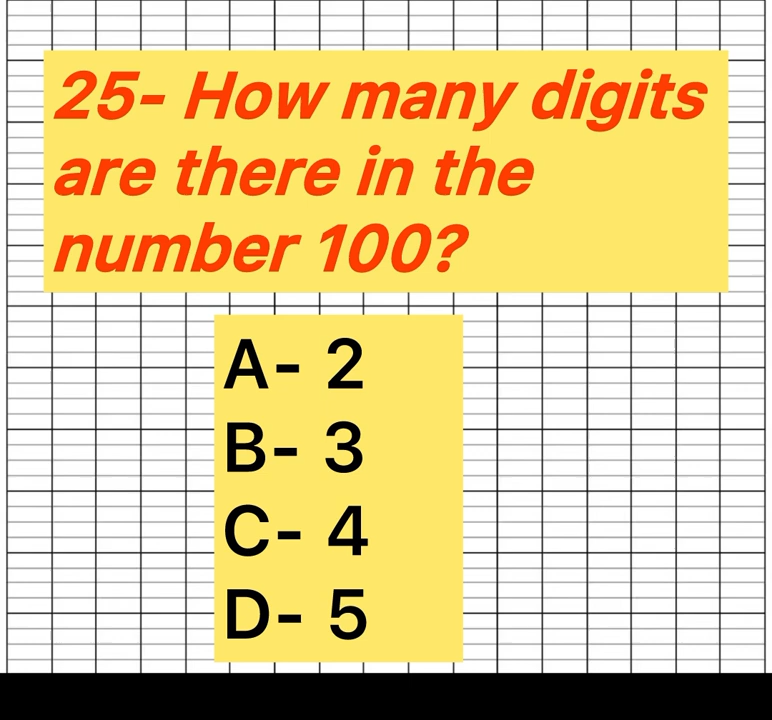 25- How many digits
are there in the
number 100?
A- 2
B- 3
C- 4
D- 5